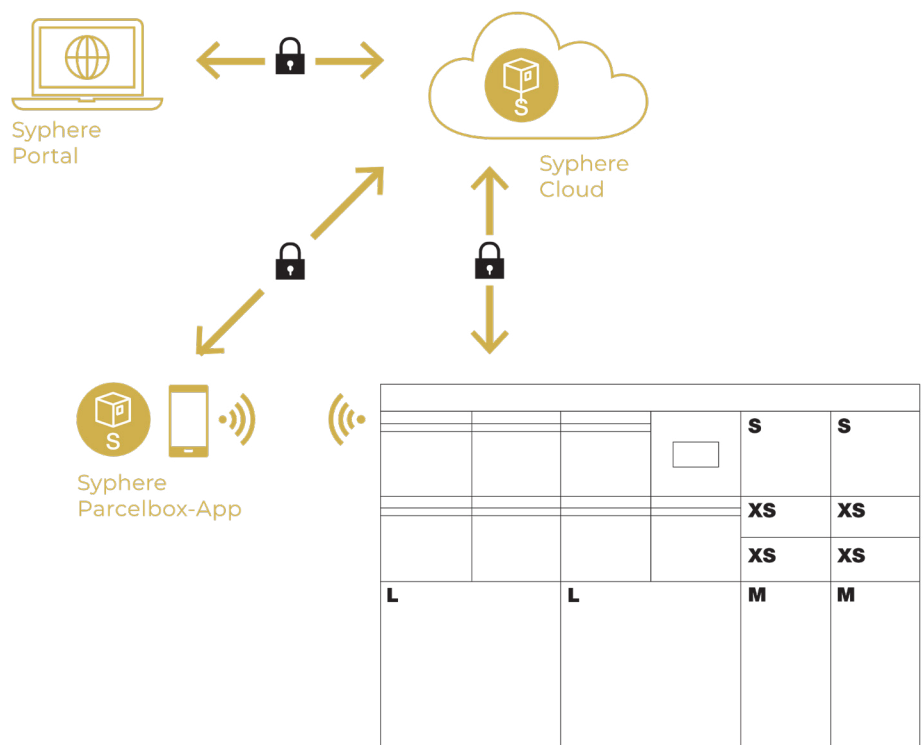 S
Syphere
Portal
Syphere
Cloud
S
Syphere
Parcelbox-App
S S
XS XS
XS XS
L L M M